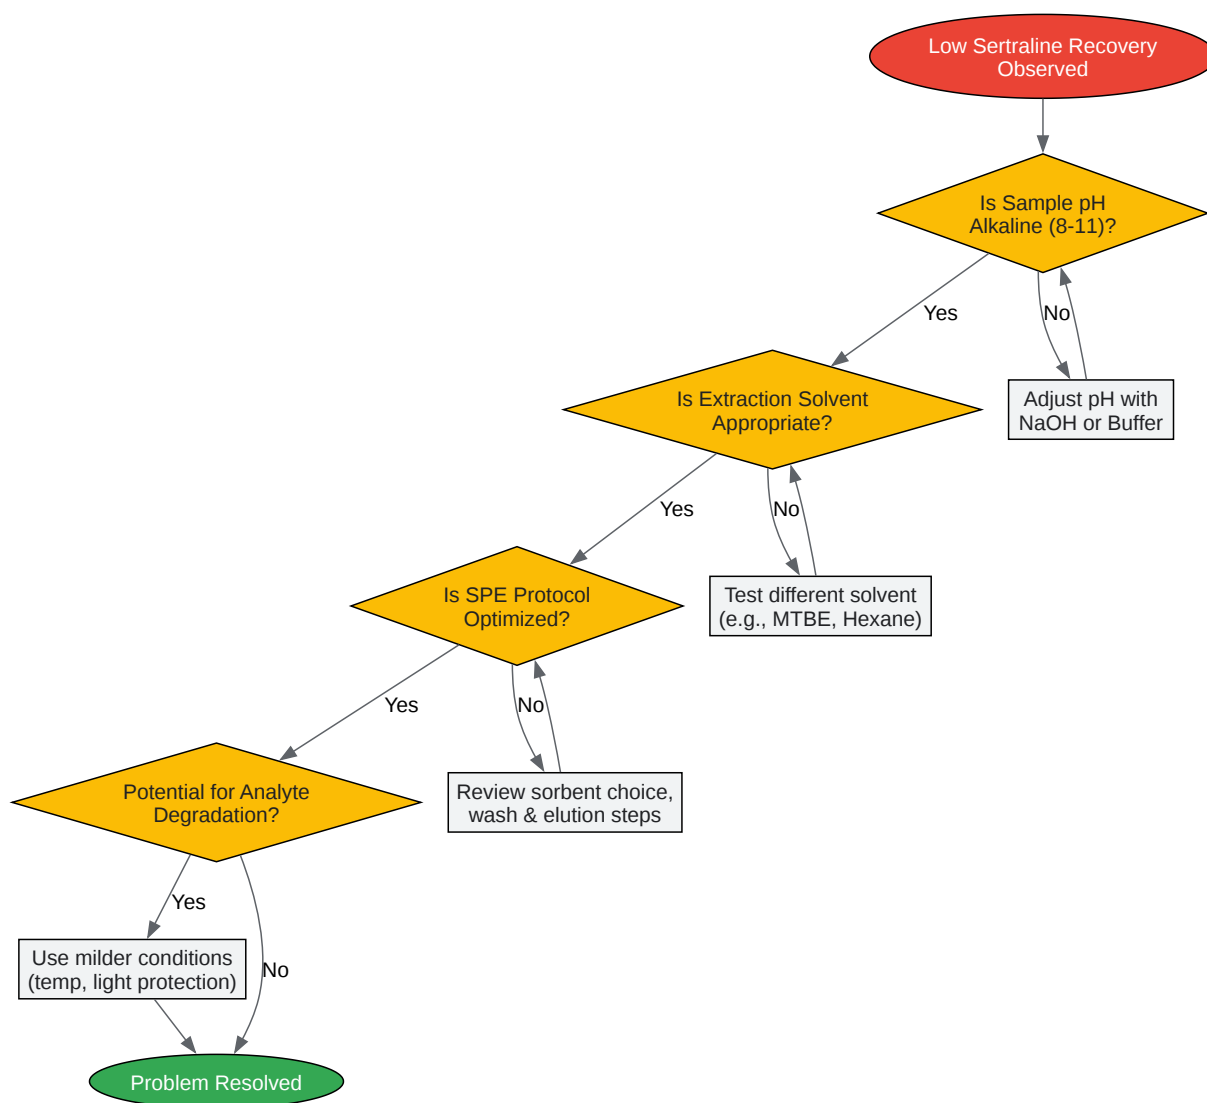 Low Sertraline Recovery
Observed
Is Sample pH
Alkaline (8-11)?
Yes
No
Adjust pH with
NaOH or Buffer
Is Extraction Solvent
Appropriate?
Yes
No
Test different solvent
(e.g., MTBE, Hexane)
Is SPE Protocol
Optimized?
Yes
No
Review sorbent choice,
wash & elution steps
Potential for Analyte
Degradation?
Yes
No
Use milder conditions
(temp, light protection)
Problem Resolved